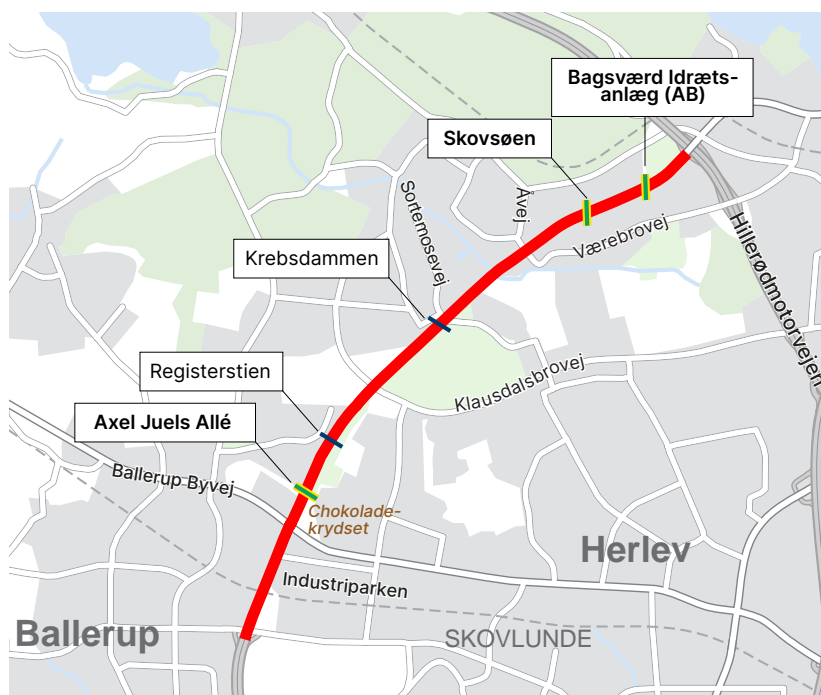 Bagsværd Idræts-
anlæg (AB)
Skovsøen
Åvej
Sortemosevej
Værebrovej
Hillerødmotorvejen
Krebsdammen
Registerstien
Klausdalsbrovej
Axel Juels Allé
Ballerup Byvej
Chokolade-
krydset
Herlev
Industriparken
Ballerup
SKOVLUNDE